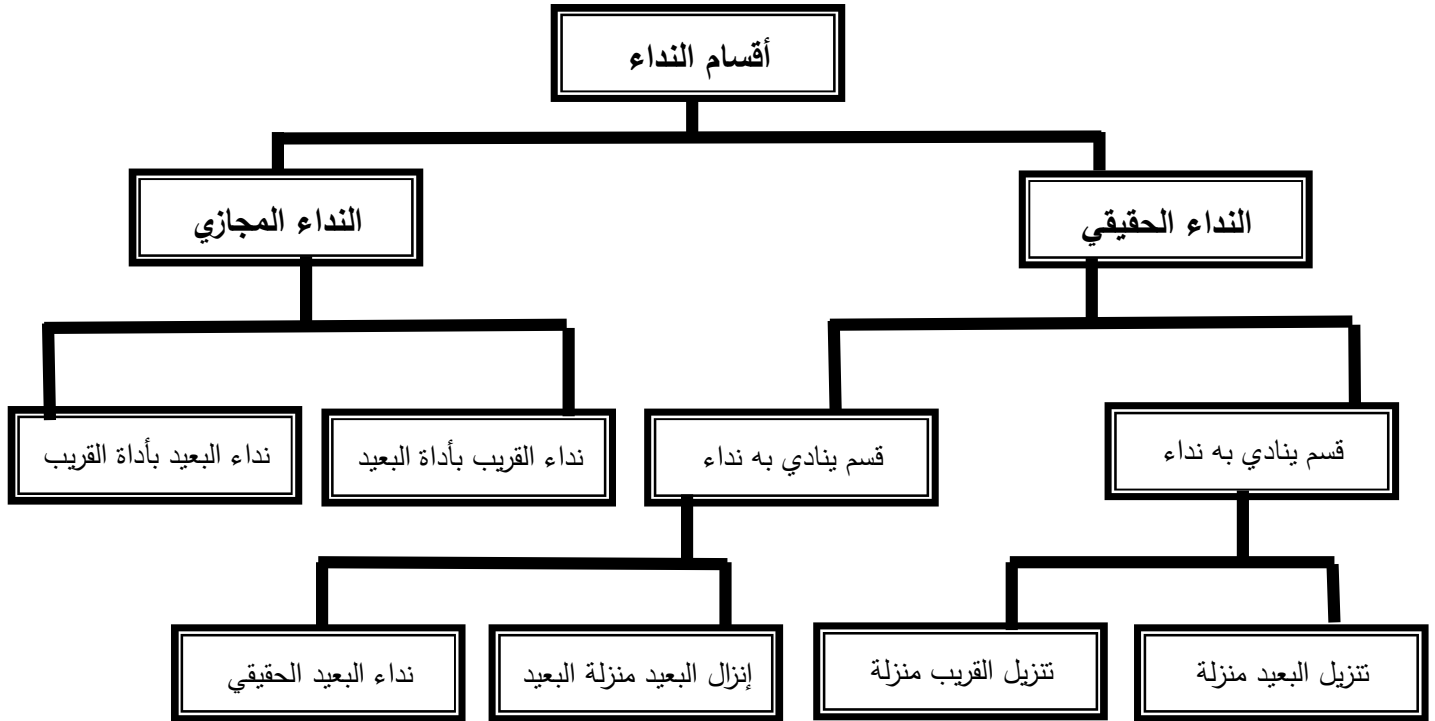 أقسام النداء
النداء الحقيقي
النداء المجازي
قسم ينادي به نداء
قسم ينادي به نداء
نداء القريب بأداة البعيد
نداء البعيد بأداة القريب
تنزيل البعيد منزلة
تنزيل القريب منزلة
إنزال البعيد منزلة البعيد
نداء البعيد الحقيقي